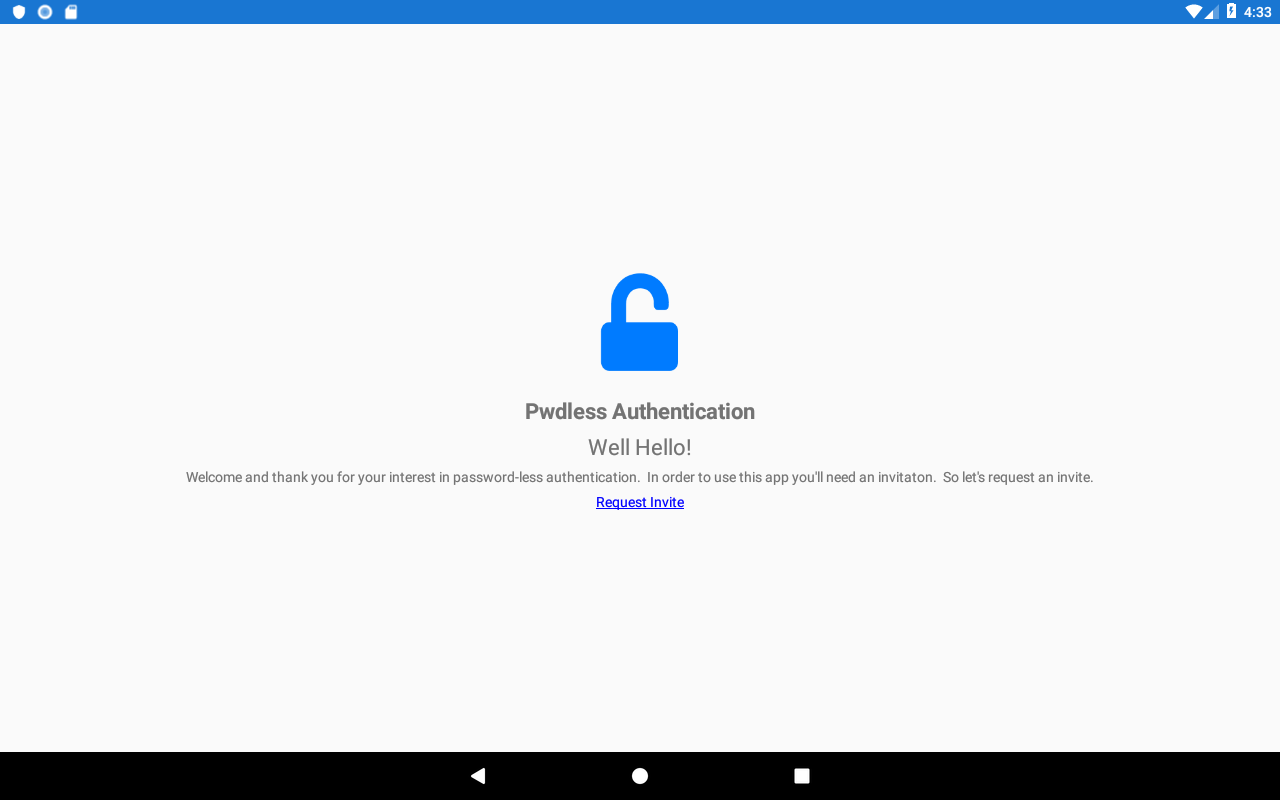 4:33
Pwdless Authentication
Well Hello!
Welcome and thank you for your interest in password-less authentication.  In order to use this app you'll need an invitaton.  So let's request an invite.
Request Invite